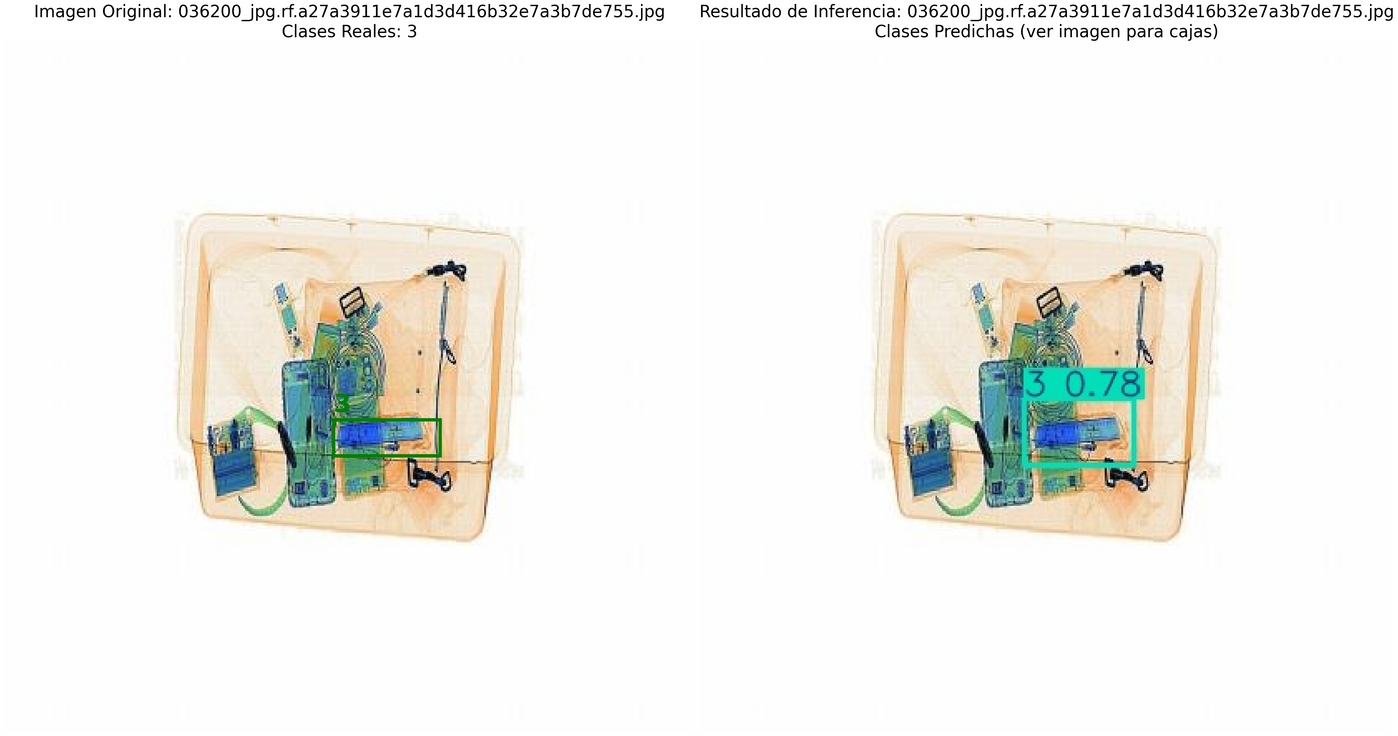 Imagen Original: 036200_jpg.rf.a27a3911e7a1d3d416b32e7a3b7de755.jpg
Clases Reales: 3
3
Resultado de Inferencia: 036200_jpg.rf.a27a3911e7a1d3d416b32e7a3b7de755.jpg
Clases Predichas (ver imagen para cajas)
3 0.78